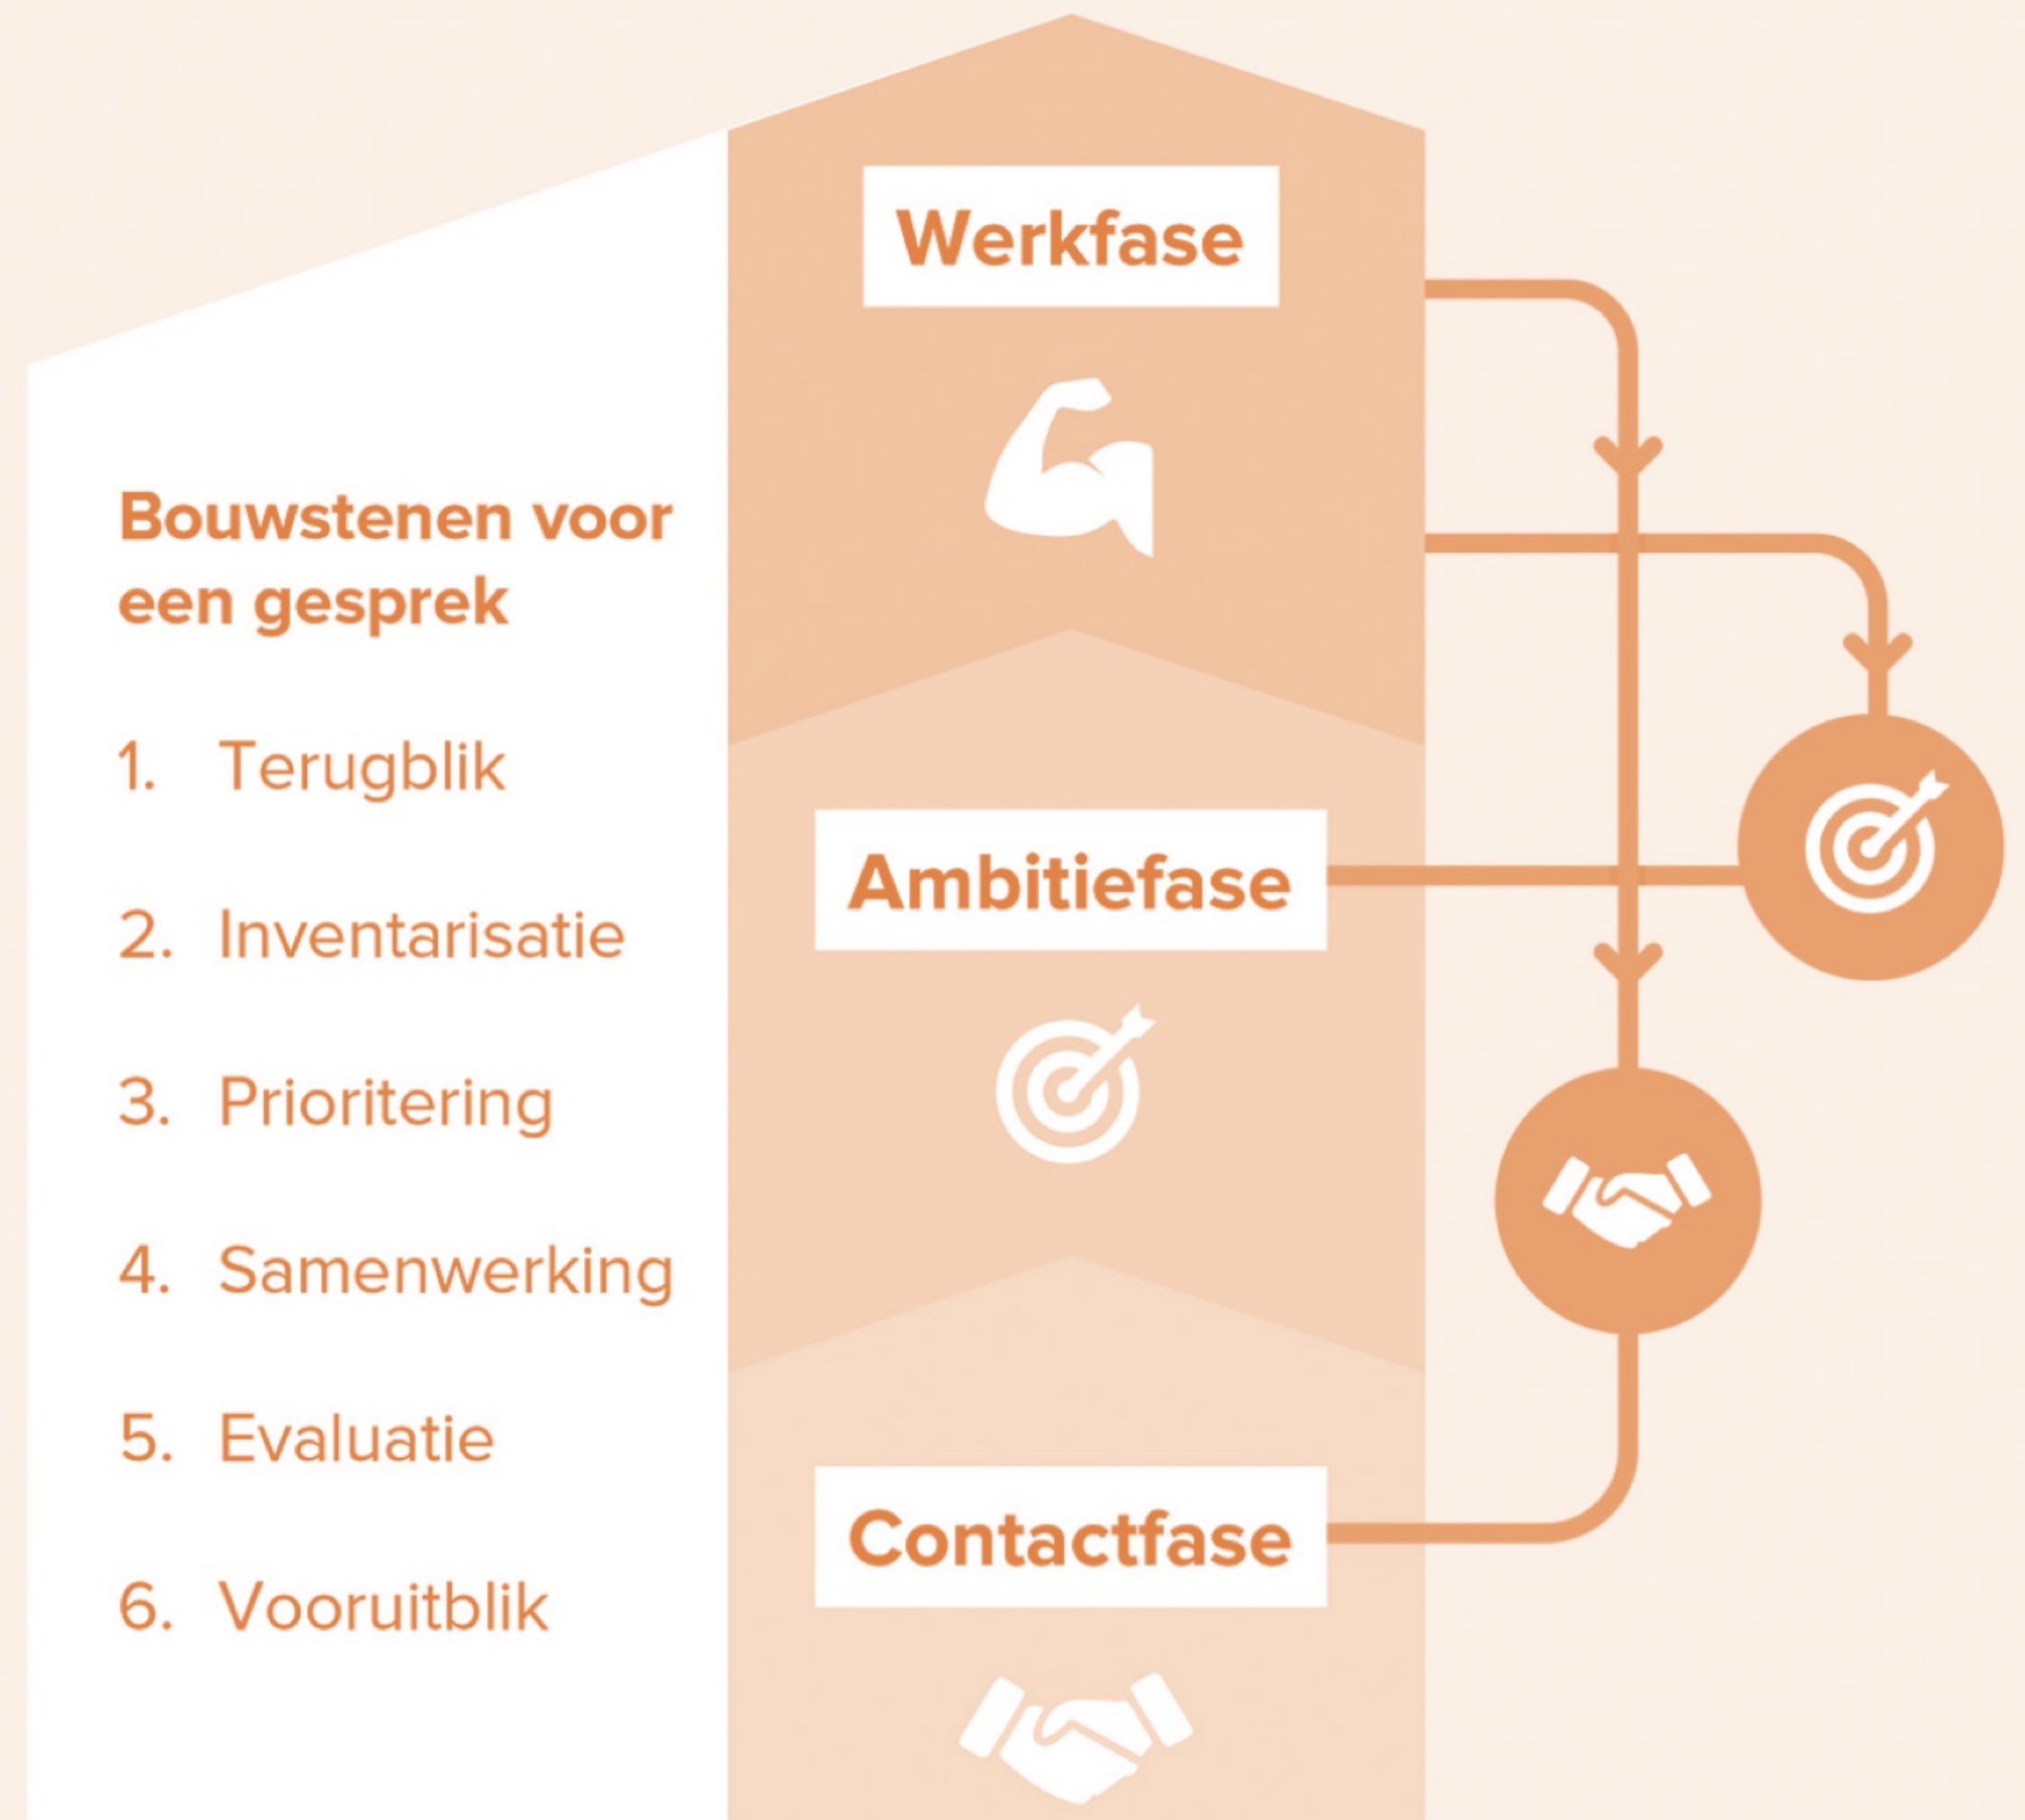 Bouwstenen voor
een gesprek
1. Terugblik
2. Inventarisatie
3. Prioritering
4. Samenwerking
5. Evaluatie
6. Vooruitblik
Werkfase
Ambitiefase
Contactfase